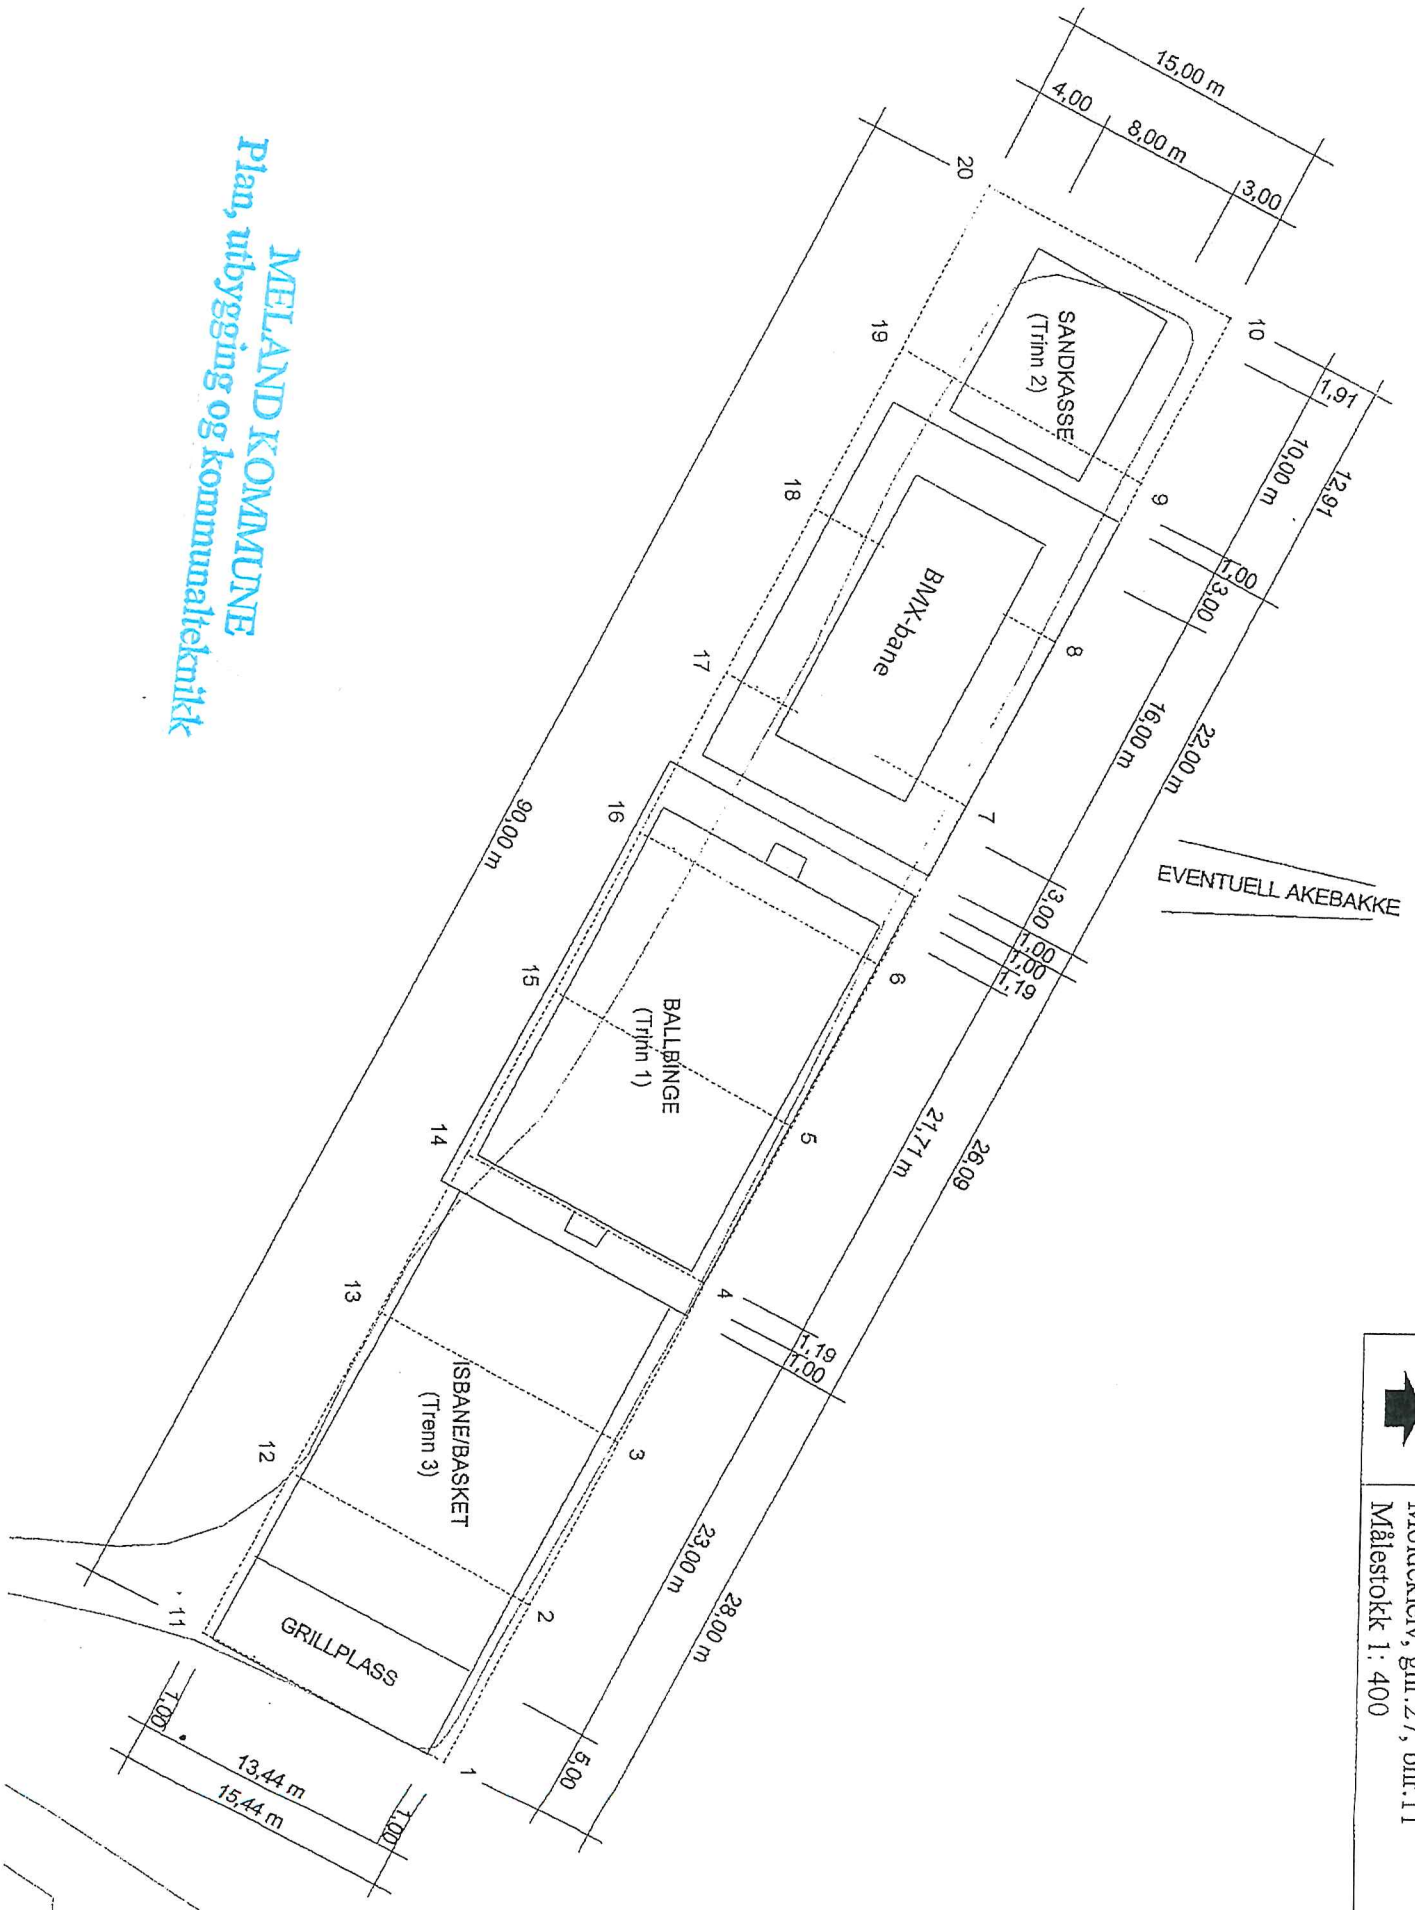 15,00 m
4,00
8,00 m
3,00
20
10
1,91
12,91
10,00 m
SANDKASSE
(Trinn 2)
19
9
1,00
3,00
18
BMX-bane
8
17
16,00 m
22,00 m
7
EVENTUELL AKEBAKKE
3,00
1,00
1,00
1,19
16
6
90,00 m
15
BALLBINGE
(Trinn 1)
5
21,71 m
26,09
14
4
1,19
1,00
13
ISBANE/BASKET
(Trenn 3)
3
12
2
23,00 m
28,00 m
11
GRILLPLASS
1
5,00
1,00
13,44 m
15,44 m
1,00
MELAND KOMMUNE
Plan, utbygging og kommunalteknikk
gnr.27, bnr.11
Målestokk 1: 400